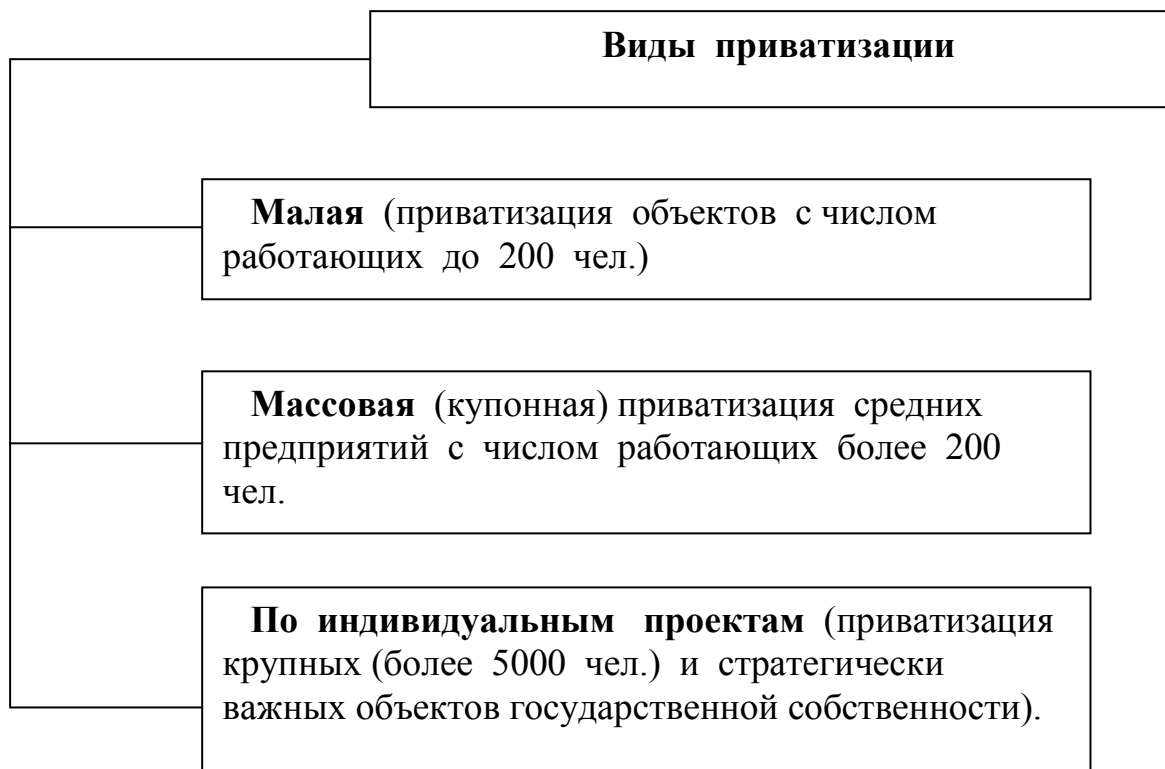 Виды приватизации
Малая (приватизация объектов с числом
работающих до 200 чел.)
Массовая (купонная) приватизация средних
предприятий с числом работающих более 200
чел.
По индивидуальным проектам (приватизация
крупных (более 5000 чел.) и стратегически
важных объектов государственной собственности).